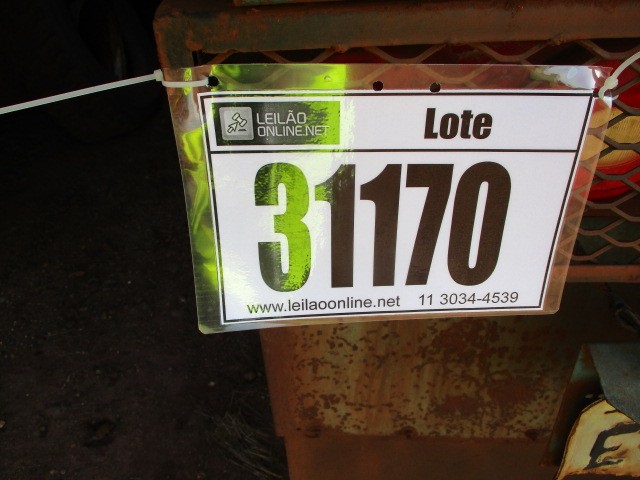 LEILÃO
ONLINE.NET
Lote
31170
www.leilaoonline.net 11 3034-4539
E